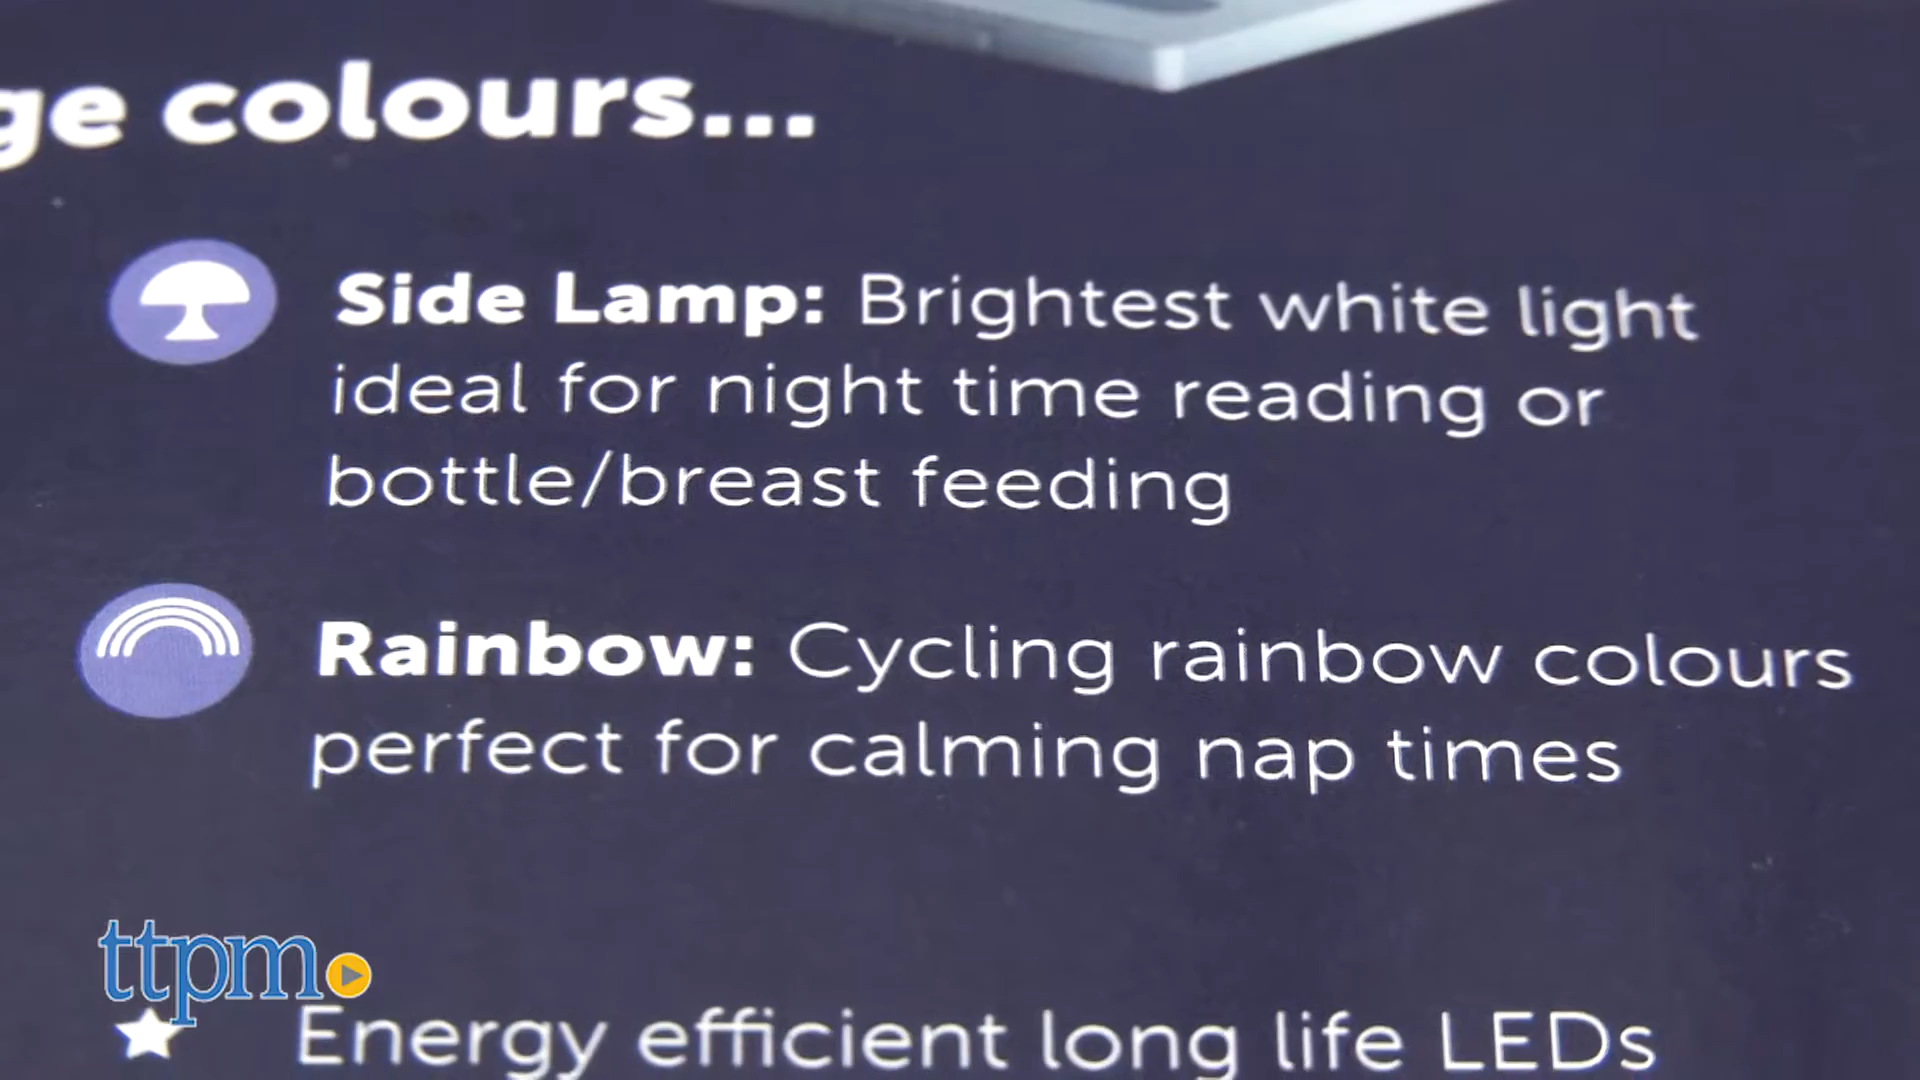 ge colours...
Side Lamp: Brightest white light
ideal for night time reading or
bottle/breast feeding
Rainbow: Cycling rainbow colours
perfect for calming nap times
ttpm
Energy efficient long life LEDs